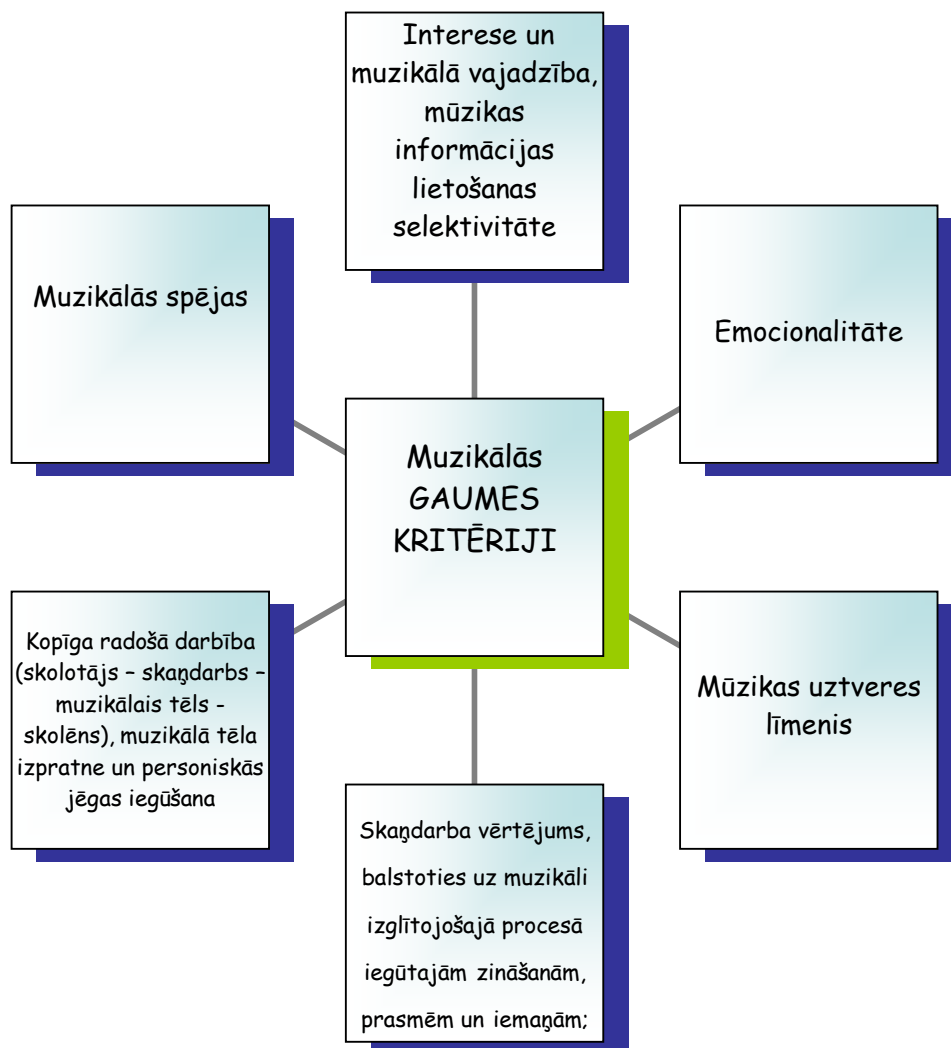 Interese un
muzikālā vajadzība,
mūzikas
informācijas
lietošanas
selektivitāte
Muzikālās spējas
Emocionalitāte
Muzikālās
GAUMES
KRITĒRIJI
Kopīga radošā darbība
(skolotājs – skaņdarbs –
muzikālais tēls -
skolēns), muzikālā tēla
izpratne un personiskās
jēgas iegūšana
Mūzikas uztveres
līmenis
Skaņdarba vērtējums,
balstoties uz muzikāli
izglītojošajā procesā
iegūtajām zināšanām,
prasmēm un iemaņām;